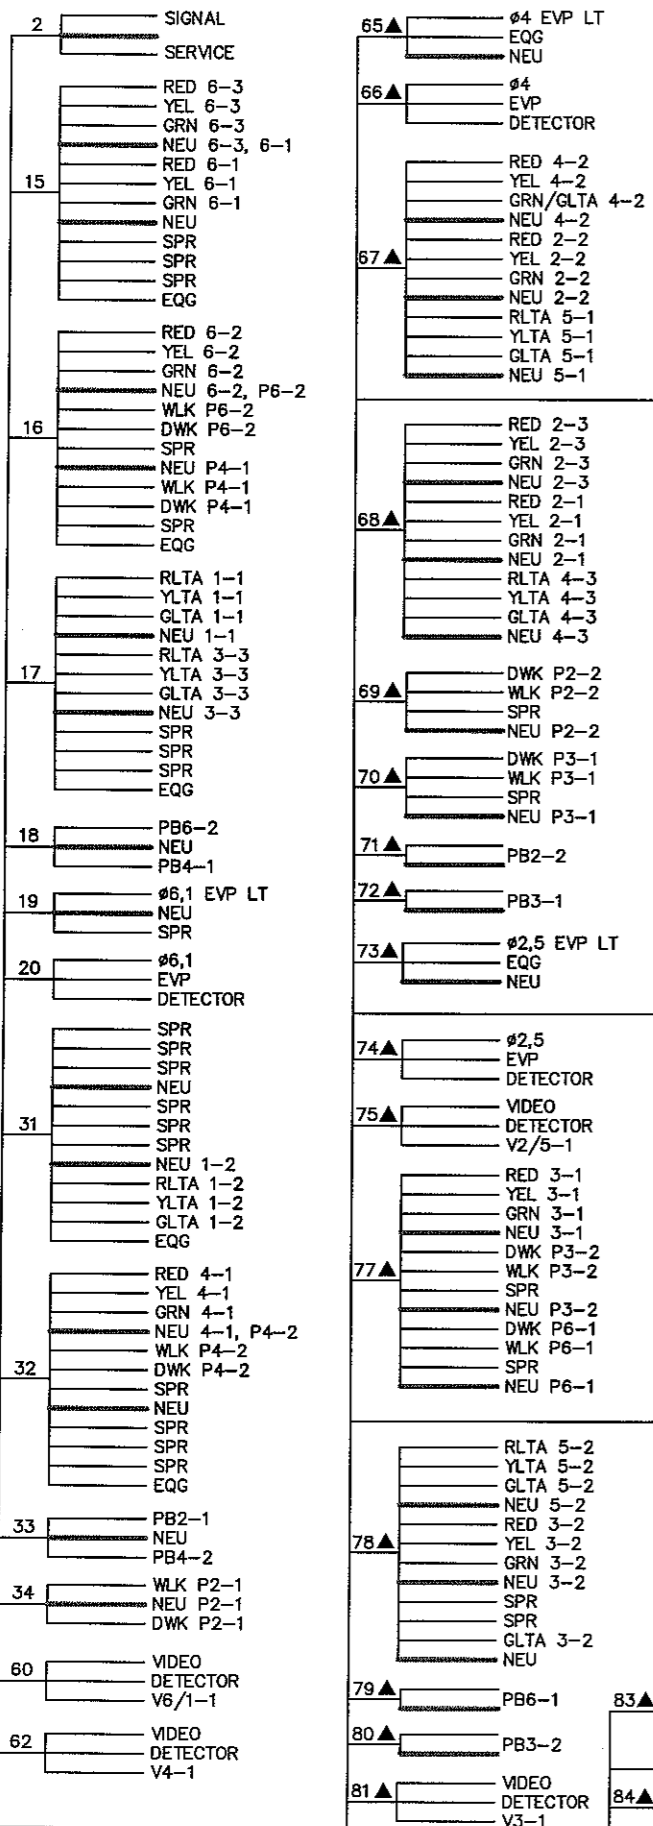 2
SIGNAL
SERVICE
15
RED 6-3
YEL 6-3
GRN 6-3
NEU 6-3, 6-1
RED 6-1
YEL 6-1
GRN 6-1
NEU
SPR
SPR
SPR
EQG
16
RED 6-2
YEL 6-2
GRN 6-2
NEU 6-2, P6-2
WLK P6-2
DWK P6-2
SPR
NEU P4-1
WLK P4-1
DWK P4-1
SPR
EQG
17
RLTA 1-1
YLTA 1-1
GLTA 1-1
NEU 1-1
RLTA 3-3
YLTA 3-3
GLTA 3-3
NEU 3-3
SPR
SPR
SPR
EQG
18
PB6-2
NEU
PB4-1
19
ø6,1 EVP LT
NEU
SPR
20
ø6,1
EVP
DETECTOR
31
SPR
SPR
SPR
NEU
SPR
SPR
SPR
NEU 1-2
RLTA 1-2
YLTA 1-2
GLTA 1-2
EQG
32
RED 4-1
YEL 4-1
GRN 4-1
NEU 4-1, P4-2
WLK P4-2
DWK P4-2
SPR
NEU
SPR
SPR
SPR
EQG
33
PB2-1
NEU
PB4-2
34
WLK P2-1
NEU P2-1
DWK P2-1
60
VIDEO
DETECTOR
V6/1-1
62
VIDEO
DETECTOR
V4-1
65▲
ø4 EVP LT
EQG
NEU
66▲
ø4
EVP
DETECTOR
67▲
RED 4-2
YEL 4-2
GRN/GLTA 4-2
NEU 4-2
RED 2-2
YEL 2-2
GRN 2-2
NEU 2-2
RLTA 5-1
YLTA 5-1
GLTA 5-1
NEU 5-1
68▲
RED 2-3
YEL 2-3
GRN 2-3
NEU 2-3
RED 2-1
YEL 2-1
GRN 2-1
NEU 2-1
RLTA 4-3
YLTA 4-3
GLTA 4-3
NEU 4-3
69▲
DWK P2-2
WLK P2-2
SPR
NEU P2-2
70▲
DWK P3-1
WLK P3-1
SPR
NEU P3-1
71▲
PB2-2
72▲
PB3-1
73▲
ø2,5 EVP LT
EQG
NEU
74▲
ø2,5
EVP
DETECTOR
75▲
VIDEO
DETECTOR
V2/5-1
77▲
RED 3-1
YEL 3-1
GRN 3-1
NEU 3-1
DWK P3-2
WLK P3-2
SPR
NEU P3-2
DWK P6-1
WLK P6-1
SPR
NEU P6-1
78▲
RLTA 5-2
YLTA 5-2
GLTA 5-2
NEU 5-2
RED 3-2
YEL 3-2
GRN 3-2
NEU 3-2
SPR
SPR
GLTA 3-2
NEU
79▲
PB6-1
80▲
PB3-2
81▲
VIDEO
DETECTOR
V3-1
83▲
84▲